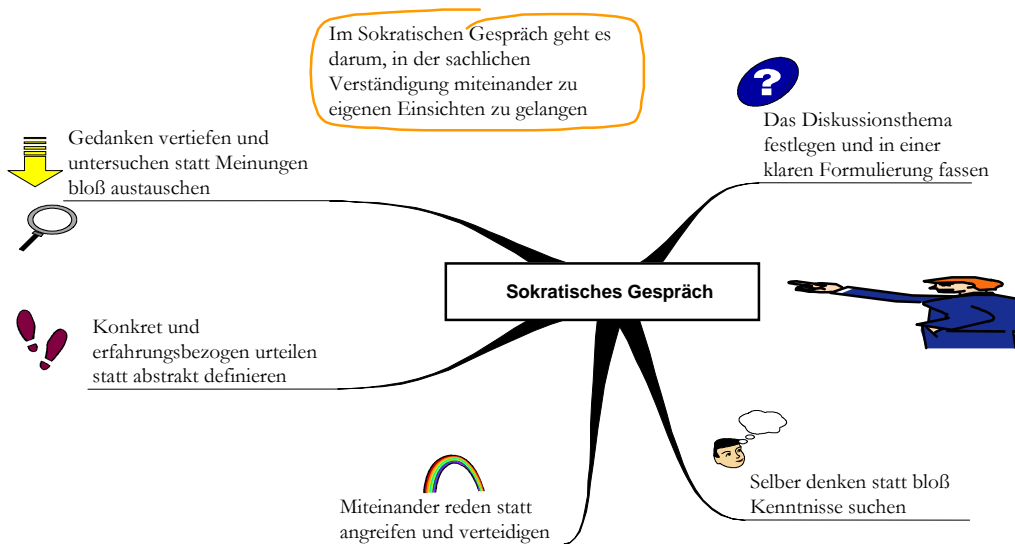 Im Sokratischen Gespräch geht es
darum, in der sachlichen
Verständigung miteinander zu
eigenen Einsichten zu gelangen
?
Das Diskussionsthema
festlegen und in einer
klaren Formulierung fassen
Gedanken vertiefen und
untersuchen statt Meinungen
bloß austauschen
Sokratisches Gespräch
Konkret und
erfahrungsbezogen urteilen
statt abstrakt definieren
Selber denken statt bloß
Kenntnisse suchen
Miteinander reden statt
angreifen und verteidigen